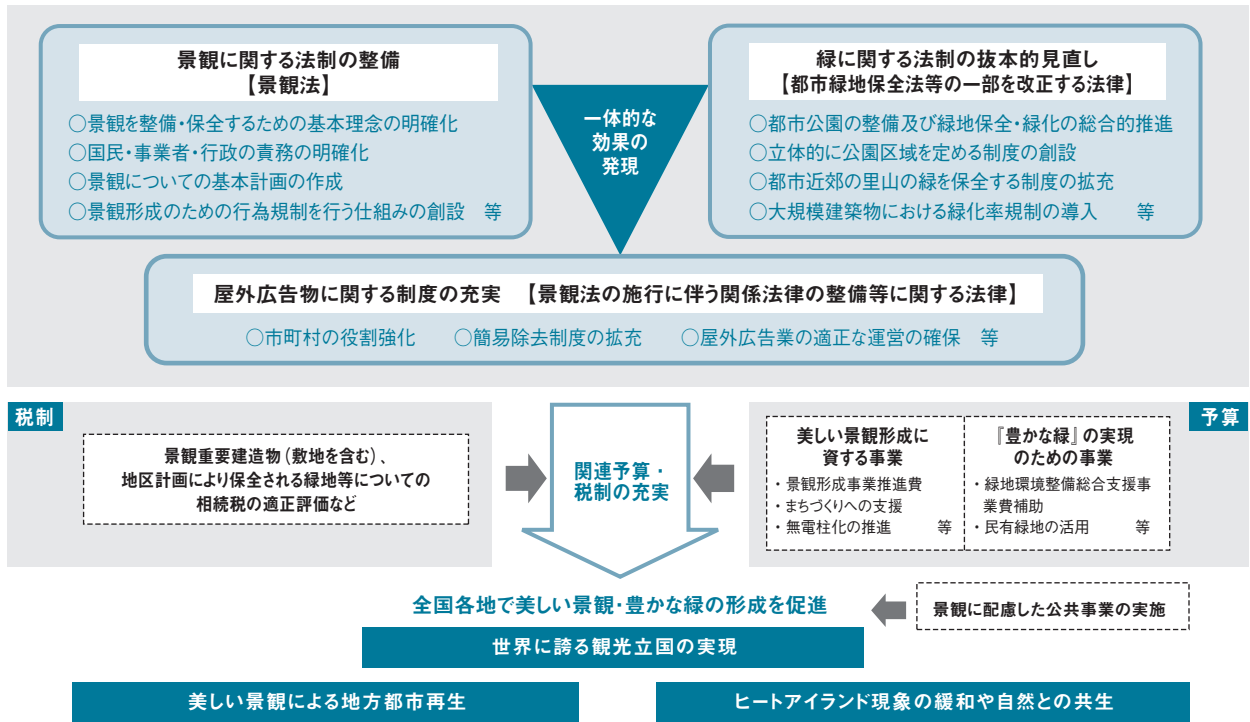 景観に関する法制の整備
【景観法】
○景観を整備・保全するための基本理念の明確化
○国民・事業者・行政の責務の明確化
○景観についての基本計画の作成
○景観形成のための行為規制を行う仕組みの創設　等
一体的な
効果の
発現
緑に関する法制の抜本的見直し
【都市緑地保全法等の一部を改正する法律】
○都市公園の整備及び緑地保全・緑化の総合的推進
○立体的に公園区域を定める制度の創設
○都市近郊の里山の緑を保全する制度の拡充
○大規模建築物における緑化率規制の導入　等
屋外広告物に関する制度の充実　【景観法の施行に伴う関係法律の整備等に関する法律】
○市町村の役割強化　○簡易除去制度の拡充　○屋外広告業の適正な運営の確保　等
税制
景観重要建造物（敷地を含む）、
地区計画により保全される緑地等についての
相続税の適正評価など
関連予算・
税制の充実
予算
美しい景観形成に
資する事業
・景観形成事業推進費
・まちづくりへの支援
・無電柱化の推進　等
『豊かな緑』の実現
のための事業
・緑地環境整備総合支援事
業費補助
・民有緑地の活用　等
全国各地で美しい景観・豊かな緑の形成を促進
景観に配慮した公共事業の実施
世界に誇る観光立国の実現
美しい景観による地方都市再生
ヒートアイランド現象の緩和や自然との共生